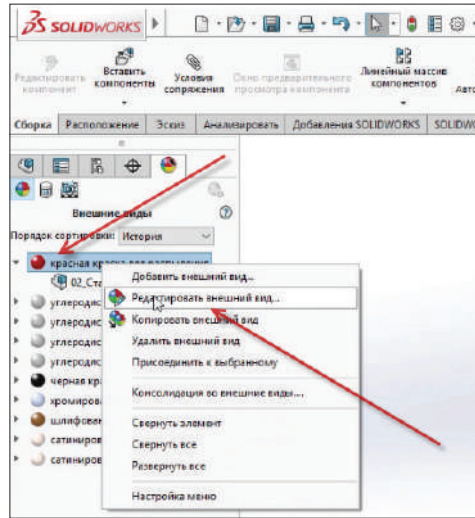 SOLIDWORKS
Редактировать компонент
Вставить компоненты
Условия сопряжения
Окно предварительного просмотра компонента
Линейный массив компонентов
Сборка Расположение Эскиз Анализировать Добавления SOLIDWORKS
Внешние виды
Порядок сортировки: История
красная краска для распыления
02_Ста
Добавить внешний вид...
углеродис
Редактировать внешний вид...
углеродис
Копировать внешний вид
углеродис
Удалить внешний вид
Присоединить к выбранному
черная кр
Консолидация во внешние виды....
хромиров
шлифован
Свернуть элемент
сатиниров
Свернуть все
сатиниров
Развернуть все
Настройка меню